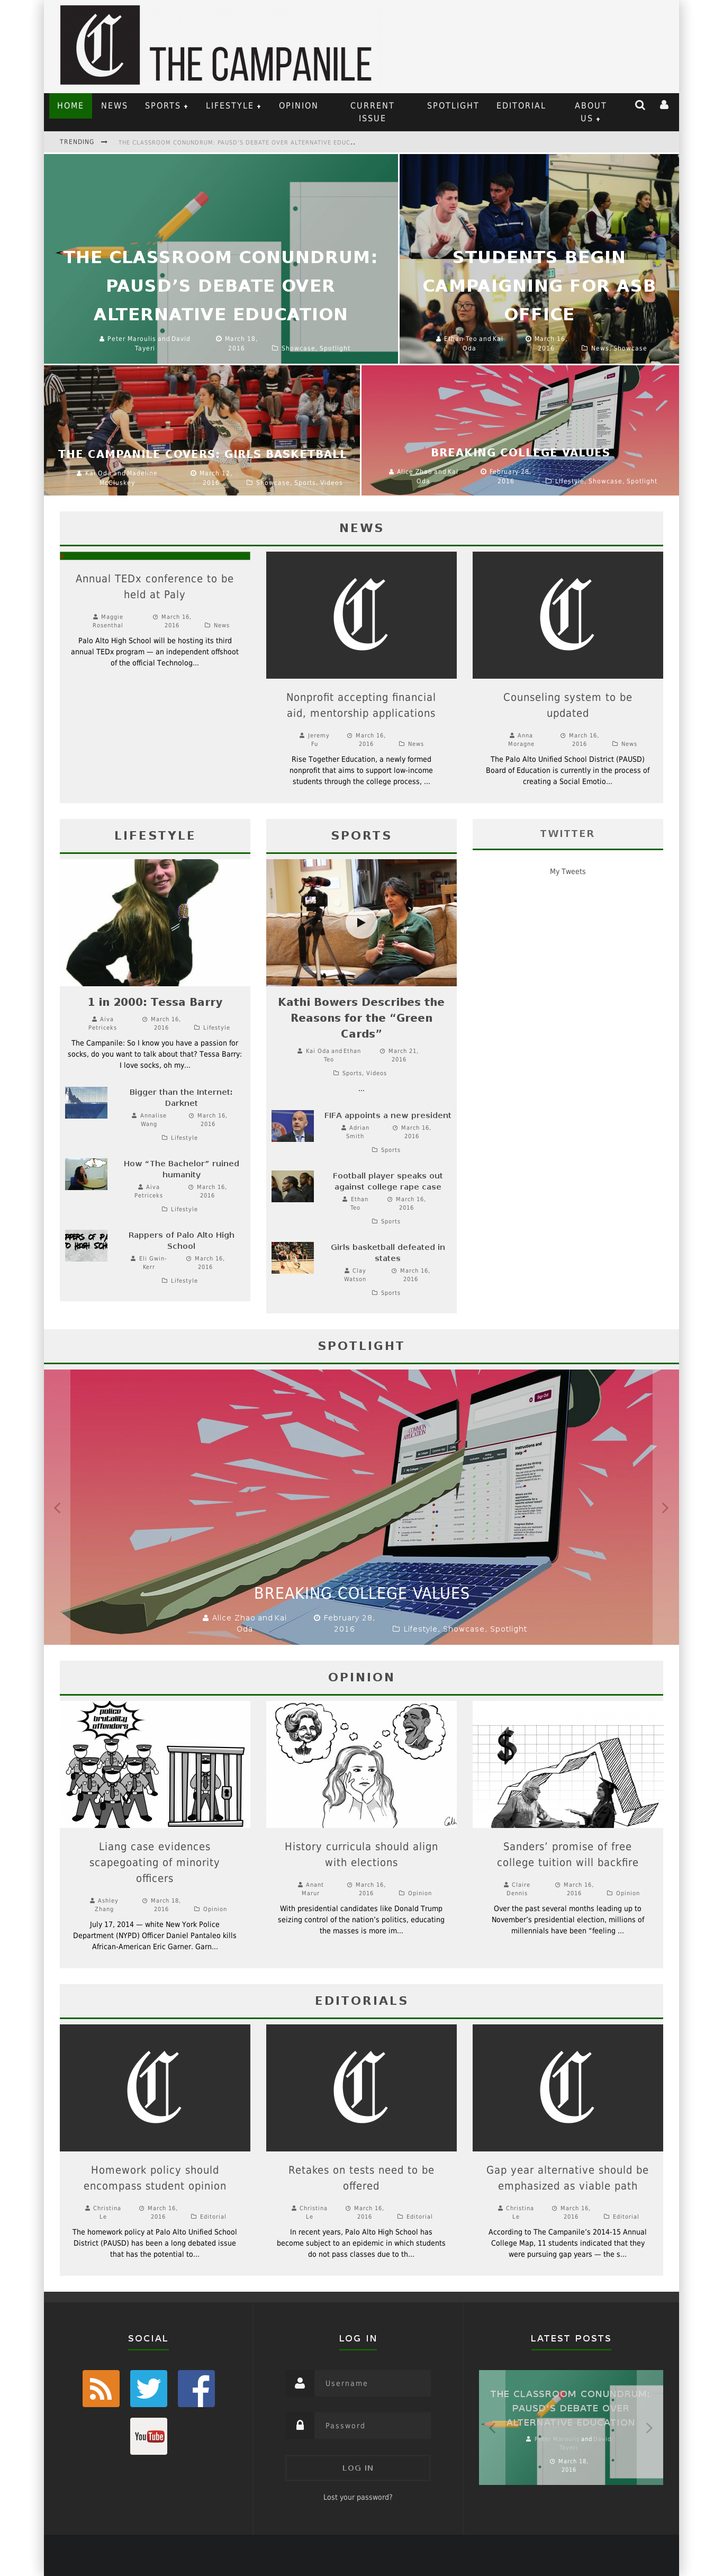 C THE CAMPANILE
HOME NEWS SPORTS + LIFESTYLE + OPINION CURRENT ISSUE SPOTLIGHT EDITORIAL ABOUT US +
TRENDING THE CLASSROOM CONUNDRUM: PAUSD'S DEBATE OVER ALTERNATIVE EDUC..
THE CLASSROOM CONUNDRUM:
PAUSD'S DEBATE OVER
ALTERNATIVE EDUCATION
Peter Maroulis and David Tayeri March 18, 2016 Showcase, Spotlight
STUDENTS BEGIN
CAMPAIGNING FOR ASB
OFFICE
Ethan Teo and Kai Oda March 16, 2016 News, Showcase
THE CAMPANILE COVERS: GIRLS BASKETBALL
Kai Oda and Madeline McCluskey March 12, 2016 Showcase, Sports, Videos
BREAKING COLLEGE VALUES
Alice Zhao and Kai Oda February 28, 2016 Lifestyle, Showcase, Spotlight
NEWS
Annual TEDx conference to be
held at Paly
Maggie Rosenthal March 16, 2016 News
Palo Alto High School will be hosting its third
annual TEDx program — an independent offshoot
of the official Technolog...
C
Nonprofit accepting financial
aid, mentorship applications
Jeremy Fu March 16, 2016 News
Rise Together Education, a newly formed
nonprofit that aims to support low-income
students through the college process, ...
C
Counseling system to be
updated
Anna Moragne March 16, 2016 News
The Palo Alto Unified School District (PAUSD)
Board of Education is currently in the process of
creating a Social Emotio...
LIFESTYLE
1 in 2000: Tessa Barry
Aiva Petriceks March 16, 2016 Lifestyle
The Campanile: So I know you have a passion for
socks, do you want to talk about that? Tessa Barry:
I love socks, oh my...
Bigger than the Internet:
Darknet
Annalise Wang March 16, 2016
Lifestyle
How “The Bachelor” ruined
humanity
Aiva Petriceks March 16, 2016
Lifestyle
PPERS OF PA
O HIGH SCH
Rappers of Palo Alto High
School
Eli Gwin-Kerr March 16, 2016
Lifestyle
SPORTS
Kathi Bowers Describes the
Reasons for the “Green
Cards”
Kai Oda and Ethan Teo March 21, 2016
Sports, Videos
...
FIFA appoints a new president
Adrian Smith March 16, 2016
Sports
Football player speaks out
against college rape case
Ethan Teo March 16, 2016
Sports
Girls basketball defeated in
states
Clay Watson March 16, 2016
Sports
TWITTER
My Tweets
SPOTLIGHT
COMMON APPLICATION
Instructions and Help
BREAKING COLLEGE VALUES
Alice Zhao and Kai Oda February 28, 2016 Lifestyle, Showcase, Spotlight
OPINION
police
brutality
offenders
Liang case evidences
scapegoating of minority
officers
Ashley Zhang March 18, 2016 Opinion
July 17, 2014 — white New York Police
Department (NYPD) Officer Daniel Pantaleo kills
African-American Eric Garner. Garn...
History curricula should align
with elections
Anant Marur March 16, 2016 Opinion
With presidential candidates like Donald Trump
seizing control of the nation's politics, educating
the masses is more im...
$
Sanders' promise of free
college tuition will backfire
Claire Dennis March 16, 2016 Opinion
Over the past several months leading up to
November's presidential election, millions of
millennials have been “feeling ...
EDITORIALS
C
Homework policy should
encompass student opinion
Christina Le March 16, 2016 Editorial
The homework policy at Palo Alto Unified School
District (PAUSD) has been a long debated issue
that has the potential to...
C
Retakes on tests need to be
offered
Christina Le March 16, 2016 Editorial
In recent years, Palo Alto High School has
become subject to an epidemic in which students
do not pass classes due to th...
C
Gap year alternative should be
emphasized as viable path
Christina Le March 16, 2016 Editorial
According to The Campanile's 2014-15 Annual
College Map, 11 students indicated that they
were pursuing gap years — the s...
SOCIAL
f
You Tube
LOG IN
Username
Password
LOG IN
Lost your password?
LATEST POSTS
THE CLASSROOM CONUNDRUM:
PAUSD'S DEBATE OVER
ALTERNATIVE EDUCATION
Peter Maroulis and David Tayeri
March 18, 2016